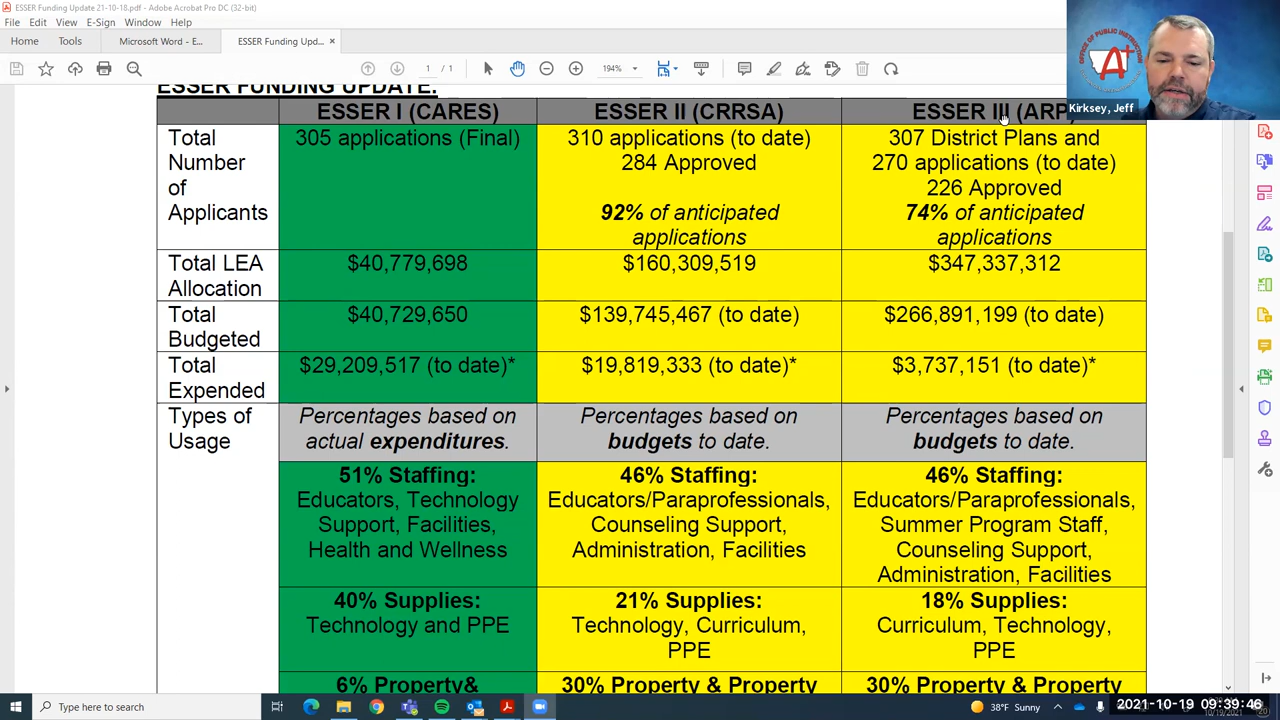 ESSER Funding Update 21-10-18.pdf - Adobe Acrobat Pro DC (32-bit)
File Edit View E-Sign Window Help
Home Tools Microsoft Word - E... ESSER Funding Upd... ×
/ 1 194%
OFFICE OF PUBLIC INSTRUCTION
A+
Kirksey, Jeff
ESSER FUNDING UPDATE:
ESSER I (CARES) ESSER II (CRRSA) ESSER III (ARP
Total Number of Applicants
305 applications (Final)
310 applications (to date)
284 Approved
92% of anticipated
applications
307 District Plans and
270 applications (to date)
226 Approved
74% of anticipated
applications
Total LEA
Allocation
$40,779,698 $160,309,519 $347,337,312
Total
Budgeted
$40,729,650 $139,745,467 (to date) $266,891,199 (to date)
Total
Expended
$29,209,517 (to date)* $19,819,333 (to date)* $3,737,151 (to date)*
Types of
Usage
Percentages based on
actual expenditures.
Percentages based on
budgets to date.
Percentages based on
budgets to date.
51% Staffing:
Educators, Technology
Support, Facilities,
Health and Wellness
46% Staffing:
Educators/Paraprofessionals,
Counseling Support,
Administration, Facilities
46% Staffing:
Educators/Paraprofessionals,
Summer Program Staff,
Counseling Support,
Administration, Facilities
40% Supplies:
Technology and PPE
21% Supplies:
Technology, Curriculum,
PPE
18% Supplies:
Curriculum, Technology,
PPE
6% Property&
30% Property & Property
30% Property & Property
Type here to search
38°F Sunny
2021-10-19 09:39:46